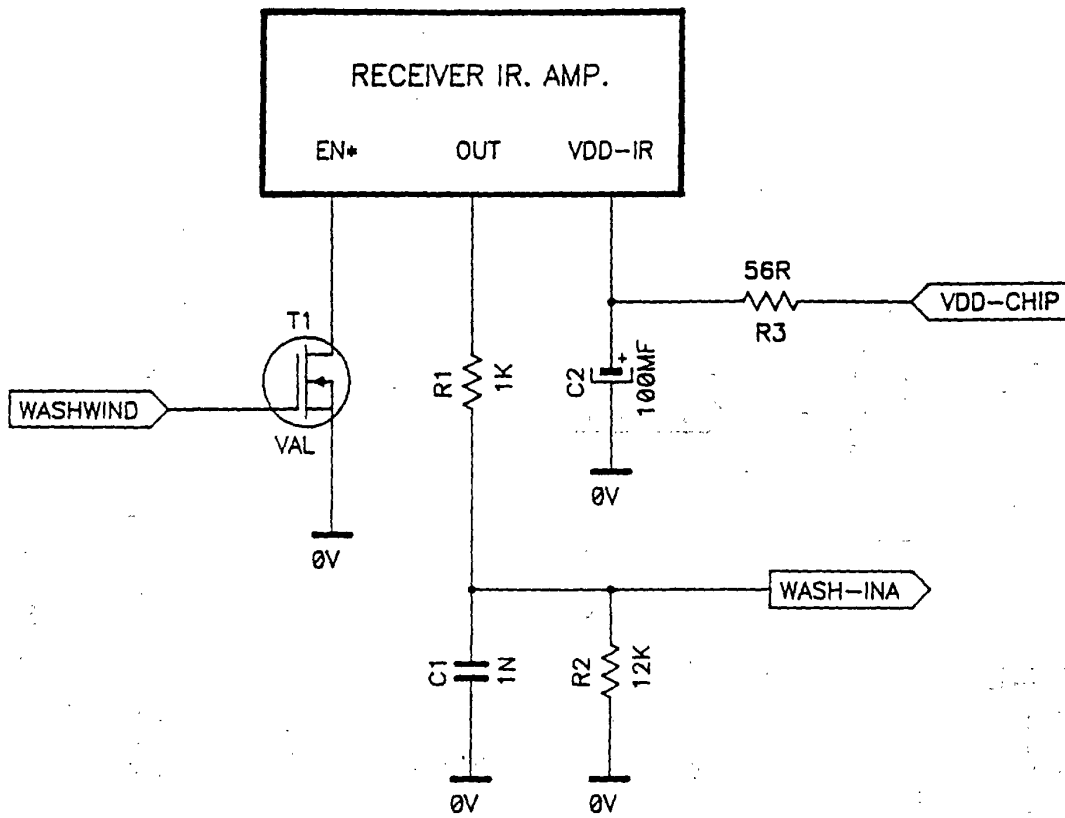 RECEIVER IR. AMP.
EN* OUT VDD-IR
56R
VDD-CHIP
R3
T1
R1
1K
C2
+
100MF
WASHWIND
VAL
0V
0V
WASH-INA
C1
1N
R2
12K
0V
0V